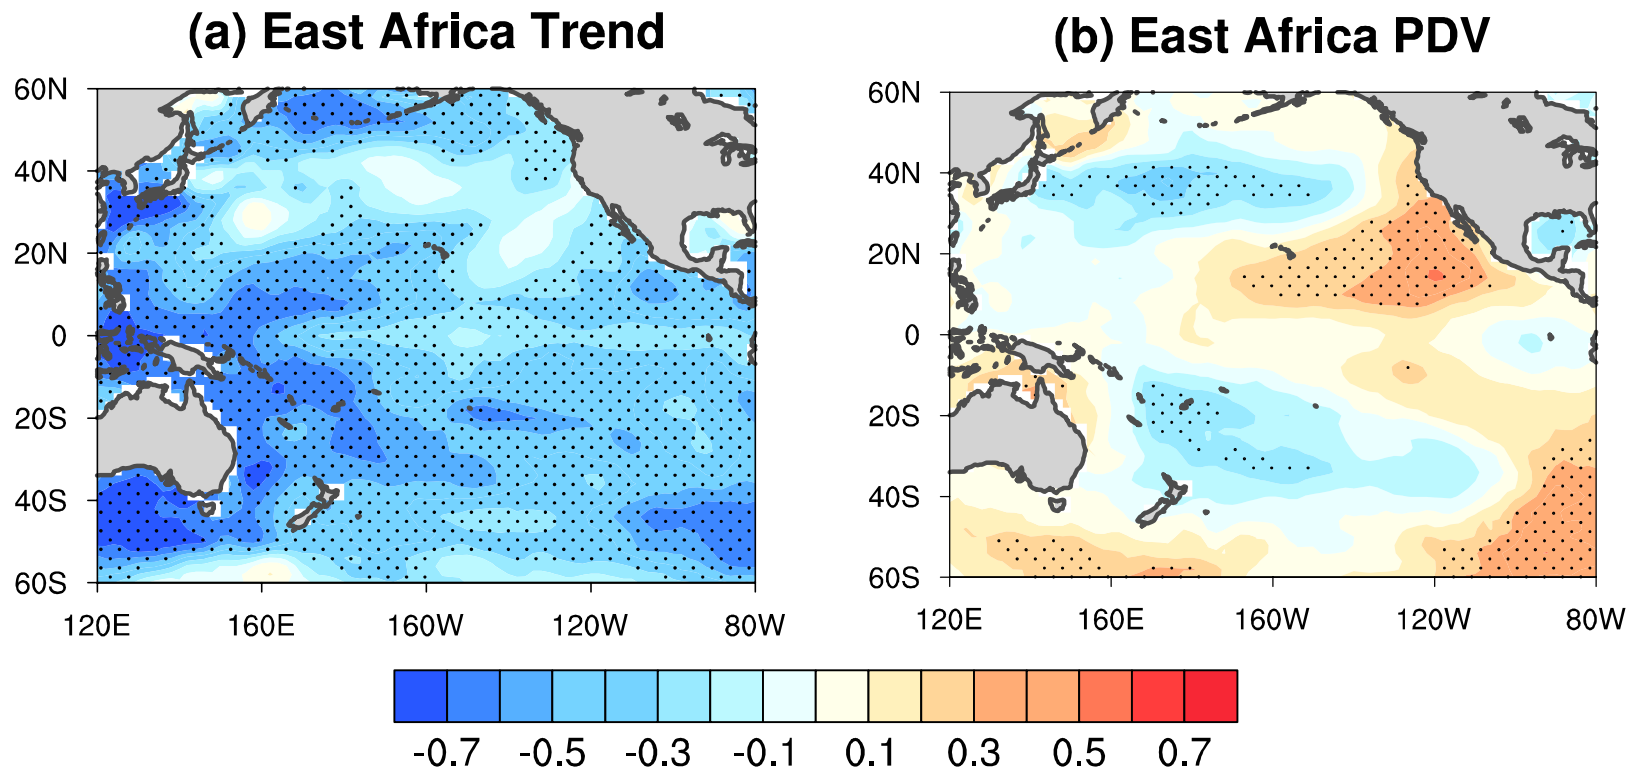 (a) East Africa Trend
(b) East Africa PDV
60N
40N
20N
0
20S
40S
60S
120E 160E 160W 120W 80W
60N
40N
20N
0
20S
40S
60S
120E 160E 160W 120W 80W
-0.7 -0.5 -0.3 -0.1 0.1 0.3 0.5 0.7